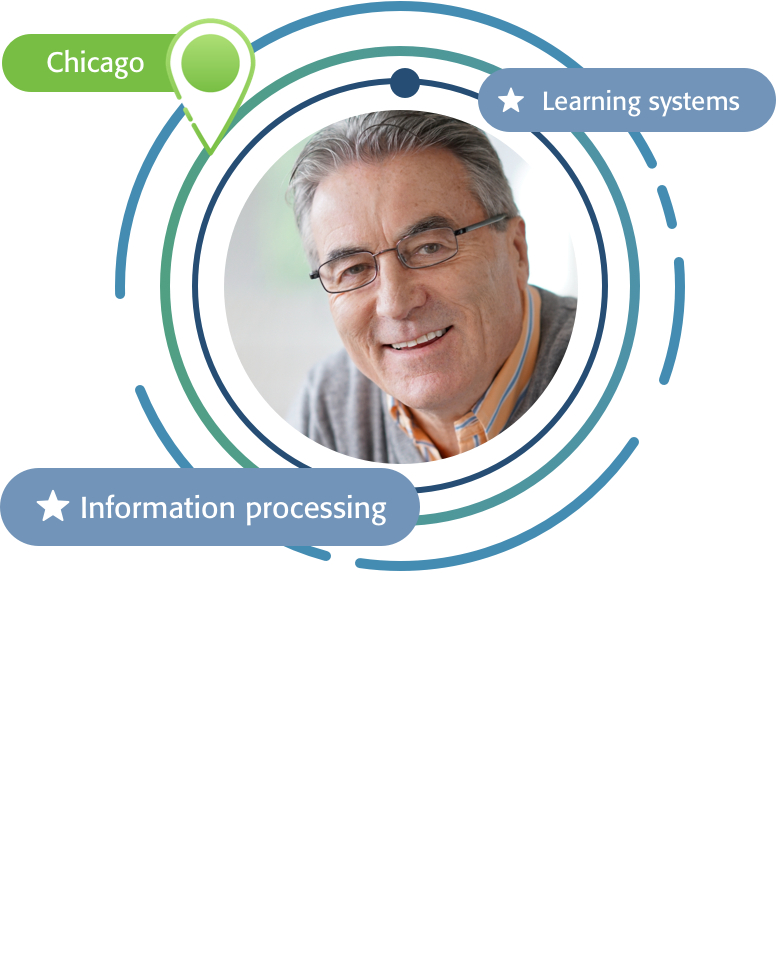 Chicago
Learning systems
Information processing